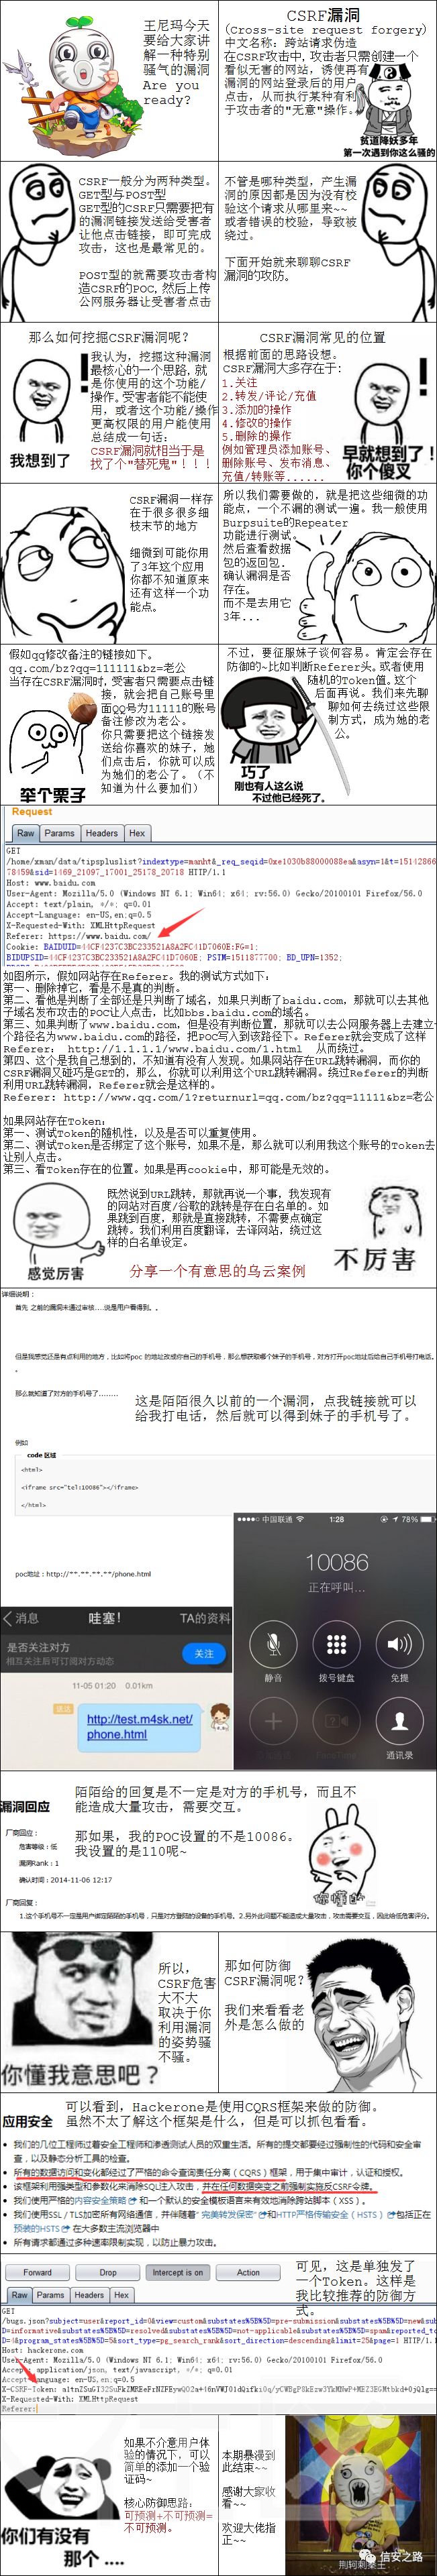 王尼玛今天
要给大家讲
解一种特别
骚气的漏洞
Are you
ready?
CSRF漏洞
(Cross-site request forgery)
中文名称：跨站请求伪造
在CSRF攻击中,攻击者只需创建一个
看似无害的网站，诱使再有
漏洞的网站登录后的用户
点击，从而执行某种有利
于攻击者的"无意"操作。
贫道降妖多年
第一次遇到你这么骚的
CSRF一般分为两种类型。
GET型与POST型
GET型的CSRF只需要把有
的漏洞链接发送给受害者
让他点击链接，即可完成
攻击，这也是最常见的。
POST型的就需要攻击者构
造CSRF的POC,然后上传
公网服务器让受害者点击
不管是哪种类型，产生漏
洞的原因都是因为没有校
验这个请求从哪里来~~
或者错误的校验，导致被
绕过。
下面开始就来聊聊CSRF
漏洞的攻防。
那么如何挖掘CSRF漏洞呢?
我认为，挖掘这种漏洞
最核心的一个思路,就
是你使用的这个功能/
操作。受害者能不能使
用，或者这个功能/操作
更高权限的用户能使用
总结成一句话:
CSRF漏洞就相当于是
找了个"替死鬼"！！！
我想到了
CSRF漏洞常见的位置
根据前面的思路设想。
CSRF漏洞大多存在于:
1.关注
2.转发/评论/充值
3.添加的操作
4.修改的操作
5.删除的操作
例如管理员添加账号、
删除账号、发布消息、
充值/转账等......
早就想到了！
你个傻叉
CSRF漏洞一样存
在于很多很多细
枝末节的地方
细微到可能你用
了3年这个应用
你都不知道原来
还有这样一个功
能点。
所以我们需要做的，就是把这些细微的功
能点，一个不漏的测试一遍。我一般使用
Burpsuite的Repeater
功能进行测试。
然后查看数据
包的返回包.
确认漏洞是否
存在。
而不是去用它
3年...
假如qq修改备注的链接如下。
qq.com/bz?qq=111111&bz=老公
当存在CSRF漏洞时,受害者只需要点击链
接，就会把自己账号里
面QQ号为11111的账号
备注修改为老公。
你只需要把这个链接发
送给你喜欢的妹子，她
们点击后，你就可以成
为她们的老公了。（不
知道为什么要加们）
举个栗子
不过，要征服妹子谈何容易。肯定会存在
防御的~比如判断Referer头。或者使用
随机的Token值。这个
后面再说。我们来先聊
聊如何去绕过这些限
制方式，成为她的老
公。
巧了
刚也有人这么说
不过他已经死了。
Request
Raw Params Headers Hex
GET
/home/xman/data/tipspluslist?indextype=manht&_req_seqid=0xe1030b88000088ea&asyn=1&t=15142866
78459&sid=1469_21097_17001_25178_20718 HTTP/1.1
Host: www.baidu.com
User-Agent: Mozilla/5.0 (Windows NT 6.1; Win64; x64; rv:56.0) Gecko/20100101 Firefox/56.0
Accept: text/plain, */*; q=0.01
Accept-Language: en-US,en;q=0.5
X-Requested-With: XMLHttpRequest
Referer: https://www.baidu.com/
Cookie: BAIDUID=44CF4237C3BC233521A8A2FC41D7060E:FG=1;
BIDUPSID=44CF4237C3BC233521A8A2FC41D7060E; PSTM=1511877700; BD_UPN=1352;
如图所示，假如网站存在Referer。我的测试方式如下:
第一、删除掉它，看是不是真的判断。
第二、看他是判断了全部还是只判断了域名，如果只判断了baidu.com，那就可以去其他
子域名发布攻击的POC让人点击，比如bbs.baidu.com的域名。
第三、如果判断了www.baidu.com，但是没有判断位置，那就可以去公网服务器上去建立一
个路径名为www.baidu.com的路径，把POC写入到该路径下。Referer就会变成了这样
Referer: http://1.1.1.1/www.baidu.com/1.html 从而绕过。
第四、这个是我自己想到的，不知道有没有人发现。如果网站存在URL跳转漏洞，而你的
CSRF漏洞又碰巧是GET的，那么，你就可以利用这个URL跳转漏洞。绕过Referer的判断
利用URL跳转漏洞，Referer就会是这样的。
Referer: http://www.qq.com/1?returnurl=qq.com/bz?qq=11111&bz=老公
如果网站存在Token:
第一、测试Token的随机性，以及是否可以重复使用。
第二、测试Token是否绑定了这个账号，如果不是，那么就可以利用我这个账号的Token去
让别人点击。
第三、看Token存在的位置。如果是再cookie中，那可能是无效的。
既然说到URL跳转，那就再说一个事，我发现有
的网站对百度/谷歌的跳转是存在白名单的。如
果跳到百度，那就是直接跳转，不需要点确定
跳转。我们利用百度翻译，去译网站，绕过这
样的白名单设定。
感觉厉害
不厉害
分享一个有意思的乌云案例
详细说明：
首先 之前的漏洞未通过审核....说是用户看得到。。
但是我感觉还是有点利用的地方，比如将poc 的地址改成你自己的手机号，那么想获取哪个妹子的手机号，对方打开poc地址后给自己手机号打电话。
那么就知道了对方的手机号了........
这是陌陌很久以前的一个漏洞，点我链接就可以
给我打电话，然后就可以得到妹子的手机号了。
例如
code 区域
<html>
<iframe src="tel:10086"></iframe>
</html>
poc地址：http://**.**.**.**/phone.html
中国联通 1:28 78%
10086
正在呼叫...
静音 拨号键盘 免提
通讯录
消息 哇塞！ TA的资料
是否关注对方
相互关注后可订阅对方动态
关注
11-05 01:20 0.01km
http://test.m4sk.net/
phone.html
陌陌给的回复是不一定是对方的手机号，而且不
能造成大量攻击，需要交互。
漏洞回应
厂商回应：
危害等级：低
漏洞Rank：1
确认时间：2014-11-06 12:17
那如果，我的POC设置的不是10086。
我设置的是110呢~
厂商回复：
1.这个手机号不一定是用户绑定陌陌的手机号，只是对方登陆的设备的手机号。2.另外此问题不能造成大量攻击，攻击需要交互，因此给低危害评分。
所以，
CSRF危害
大不大
取决于你
利用漏洞
的姿势骚
不骚。
你懂我意思吧？
那如何防御
CSRF漏洞呢?
我们来看看老
外是怎么做的
可以看到，Hackerone是使用CQRS框架来做的防御。
虽然不太了解这个框架是什么，但是可以抓包看看。
应用安全
我们的几位工程师过着安全工程师和渗透测试人员的双重生活。所有的提交都要经过强制性的代码和安全审
查，以及静态分析工具的检查。
所有的数据访问和变化都经过了严格的命令查询责任分离（CQRS）框架，用于集中审计，认证和授权。
该框架利用强类型和参数化来消除SQL注入攻击，并在任何数据突变之前强制实施反CSRF令牌。
我们使用严格的内容安全策略 和一个默认的安全模板语言来有效地消除跨站脚本（XSS）。
我们使用SSL / TLS加密所有网络通信，并伴随着"完美转发保密" 和HTTP严格传输安全（HSTS） 包括正在
预装的HSTS 在大多数主流浏览器中
所有请求都通过多种速率限制实现，以防止暴力攻击。
Forward Drop Intercept is on Action
Raw Params Headers Hex
可见，这是单独发了
一个Token。这样是
我比较推荐的防御方
式。
GET
/bugs.json?subject=user&report_id=0&view=custom&substates%5B%5D=pre-submission&substates%5B%5D=new&sub
D=informative&substates%5B%5D=resolved&substates%5B%5D=not-applicable&substates%5B%5D=spam&reported_to
D=4&program_states%5B%5D=5&sort_type=pg_search_rank&sort_direction=descending&limit=25&page=1 HTTP/1.
Host: hackerone.com
User-Agent: Mozilla/5.0 (Windows NT 6.1; Win64; x64; rv:56.0) Gecko/20100101 Firefox/56.0
Accept: application/json, text/javascript, */*; q=0.01
Accept-Language: en-US,en;q=0.5
X-Requested-With: XMLHttpRequest
Referer:
如果不介意用户体
验的情况下，可以
简单的添加一个验
证码~
核心防御思路:
可预测+不可预测=
不可预测。
你们有没有
那个 ....
本期暴漫到
此结束~~
感谢大家收
看~~
欢迎大佬指
正~~
信安之路
荆轲刺秦王